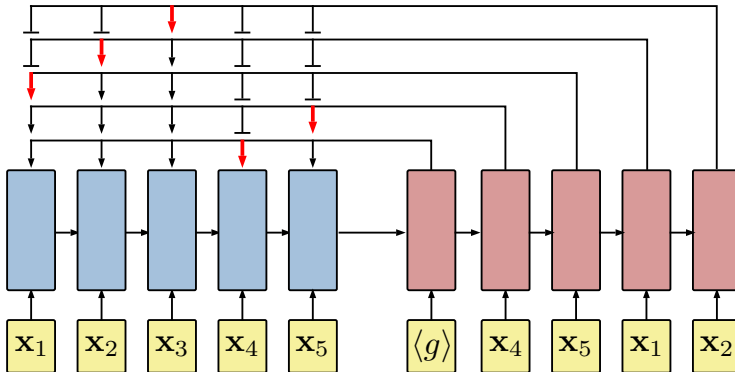 x₁ x₂ x₃ x₄ x₅ ⟨g⟩ x₄ x₅ x₁ x₂